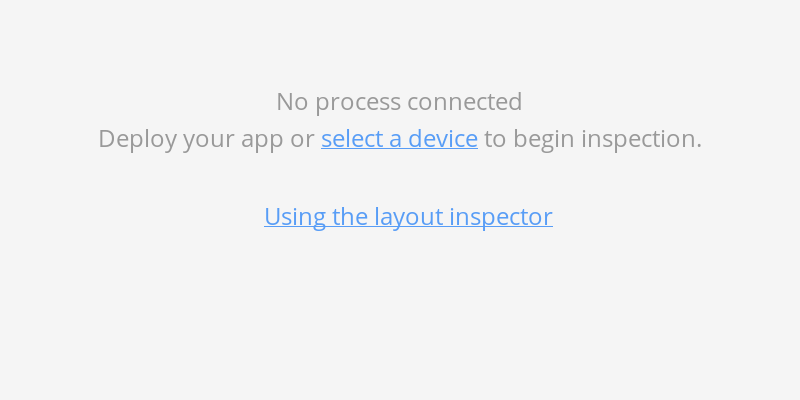 No process connected
Deploy your app or select a device to begin inspection.
Using the layout inspector